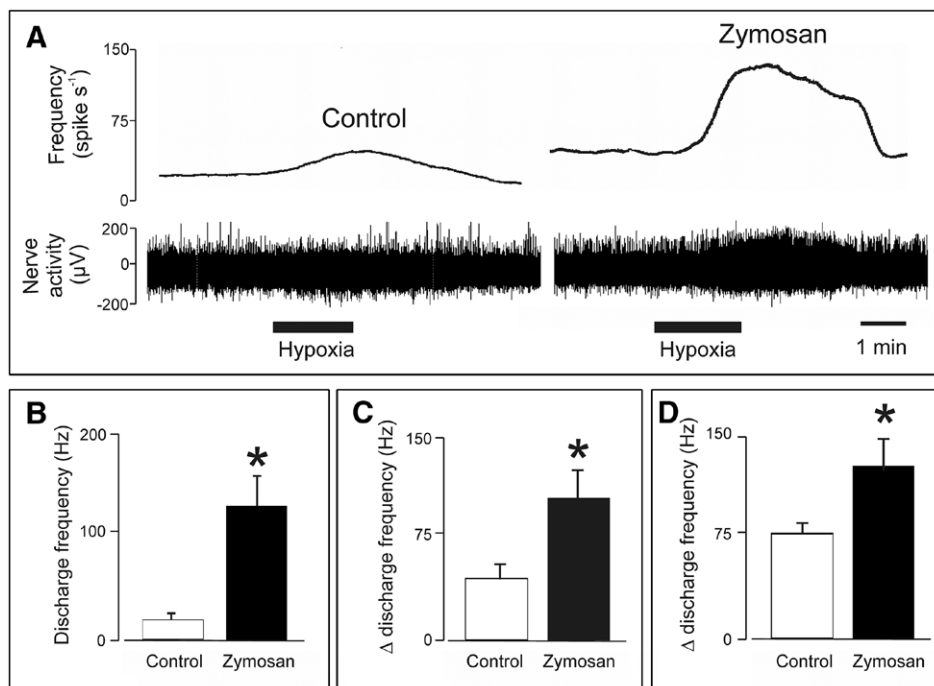 A
150
75
0
Frequency
(spike s⁻¹)
Control
Zymosan
200
0
-200
Nerve
activity
(µV)
Hypoxia
Hypoxia
1 min
B
Discharge frequency (Hz)
200
100
0
*
Control
Zymosan
C
Δ discharge frequency (Hz)
150
75
0
*
Control
Zymosan
D
Δ discharge frequency (Hz)
150
75
0
*
Control
Zymosan